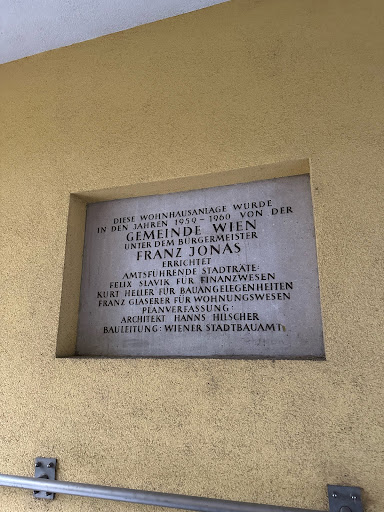 DIESE WOHNHAUSANLAGE WURDE
IN DEN JAHREN 1959-1960 VON DER
GEMEINDE WIEN
UNTER DEM BÜRGERMEISTER
FRANZ JONAS
ERRICHTET
AMTSFÜHRENDE STADTRÄTE:
FELIX SLAVIK FÜR FINANZWESEN
KURT HELLER FÜR BAUANGELEGENHEITEN
FRANZ GLASERER FÜR WOHNUNGSWESEN
PLANVERFASSUNG:
ARCHITEKT HANNS HILSCHER
BAULEITUNG: WIENER STADTBAUAMT